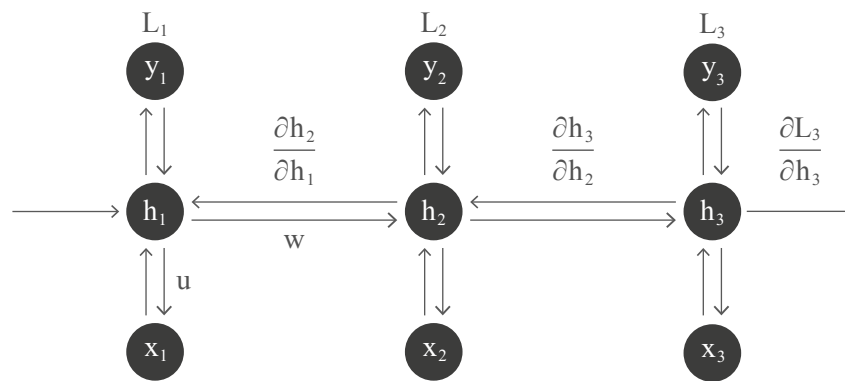 L₁ L₂ L₃
y₁ y₂ y₃
∂h₂/∂h₁ ∂h₃/∂h₂ ∂L₃/∂h₃
h₁ h₂ h₃
w
u
x₁ x₂ x₃